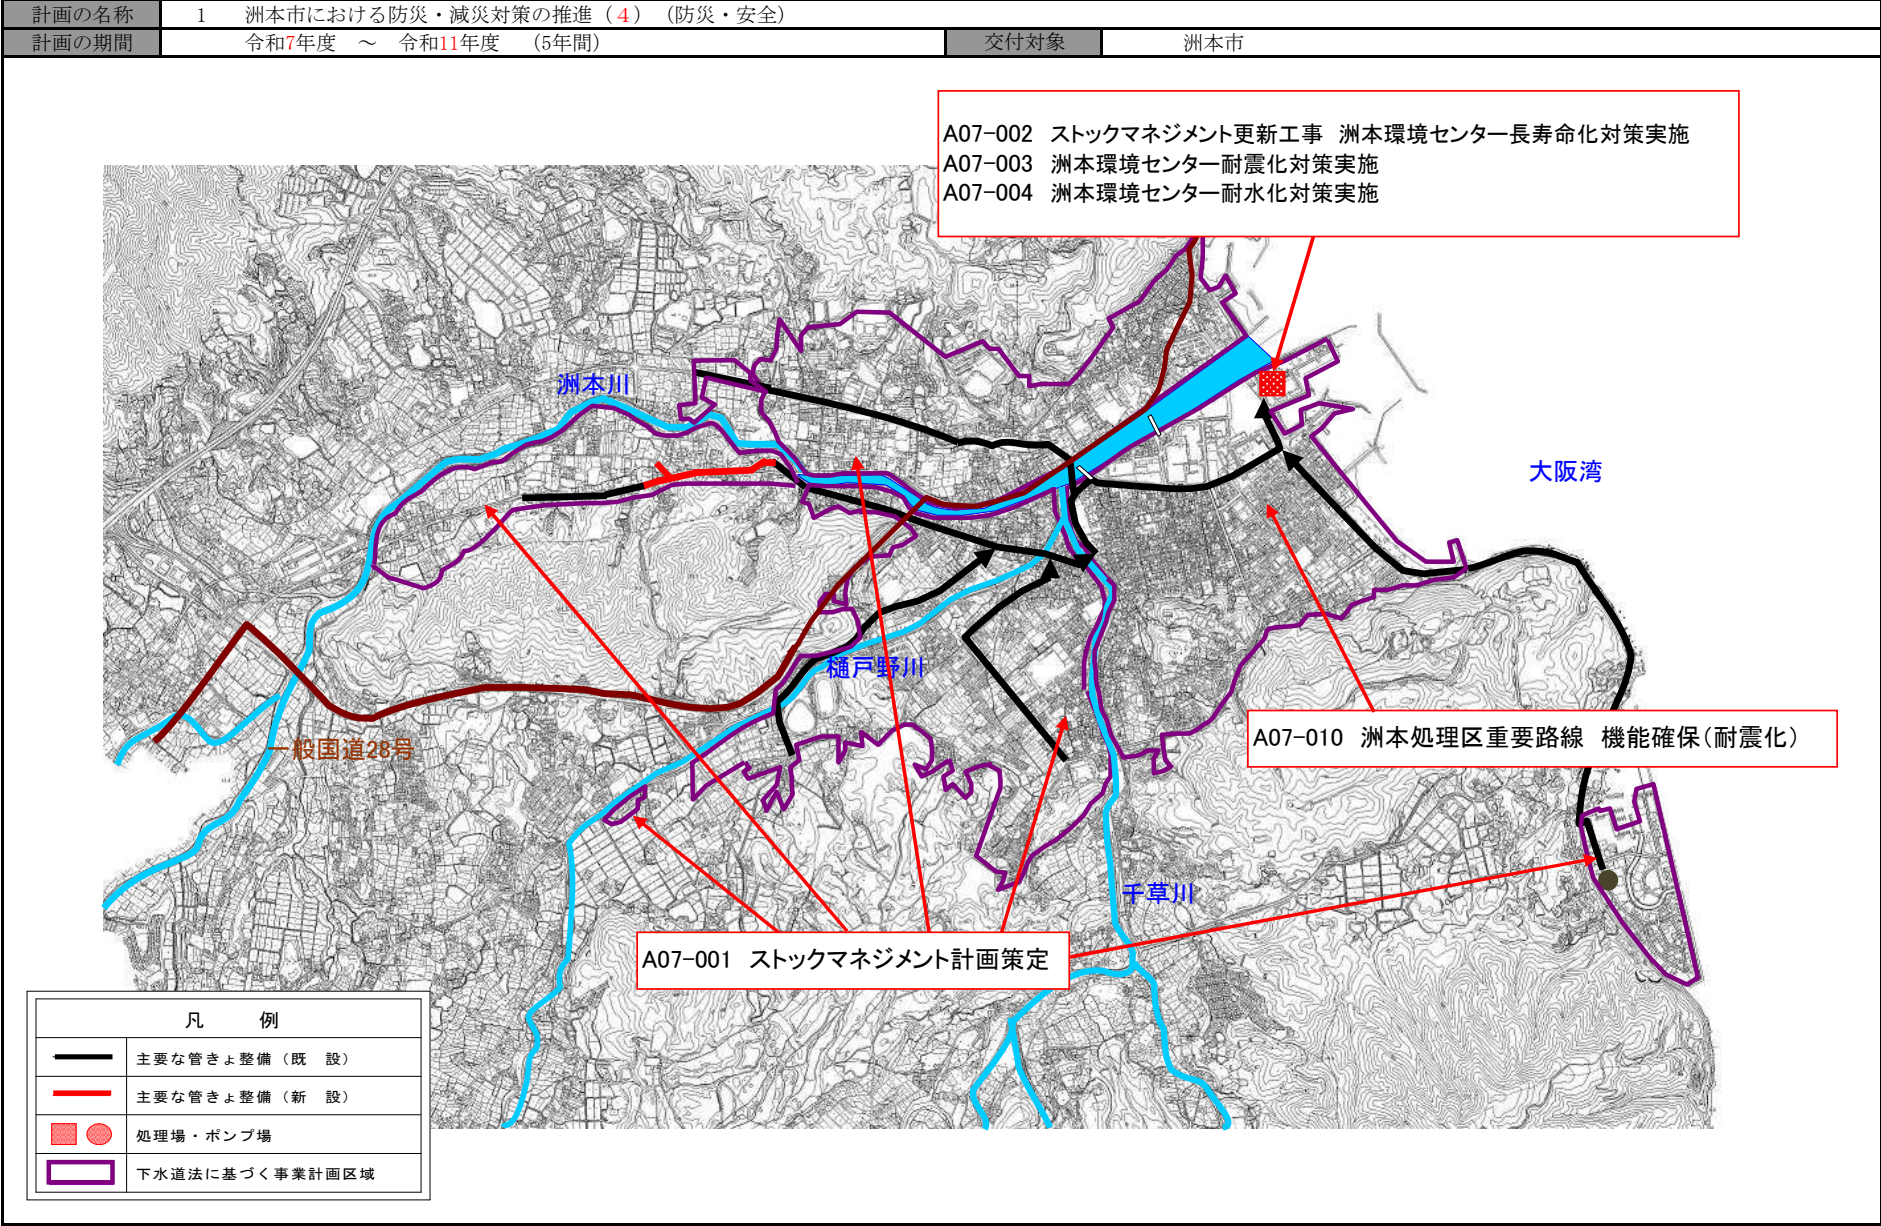 計画の名称 1 洲本市における防災・減災対策の推進（4）（防災・安全）
計画の期間 令和7年度 ～ 令和11年度 （5年間） 交付対象 洲本市
A07-002 ストックマネジメント更新工事 洲本環境センター長寿命化対策実施
A07-003 洲本環境センター耐震化対策実施
A07-004 洲本環境センター耐水化対策実施
洲本川
大阪湾
樋戸野川
A07-010 洲本処理区重要路線 機能確保（耐震化）
一般国道28号
千草川
A07-001 ストックマネジメント計画策定
凡 例
主要な管きょ整備（既 設）
主要な管きょ整備（新 設）
処理場・ポンプ場
下水道法に基づく事業計画区域